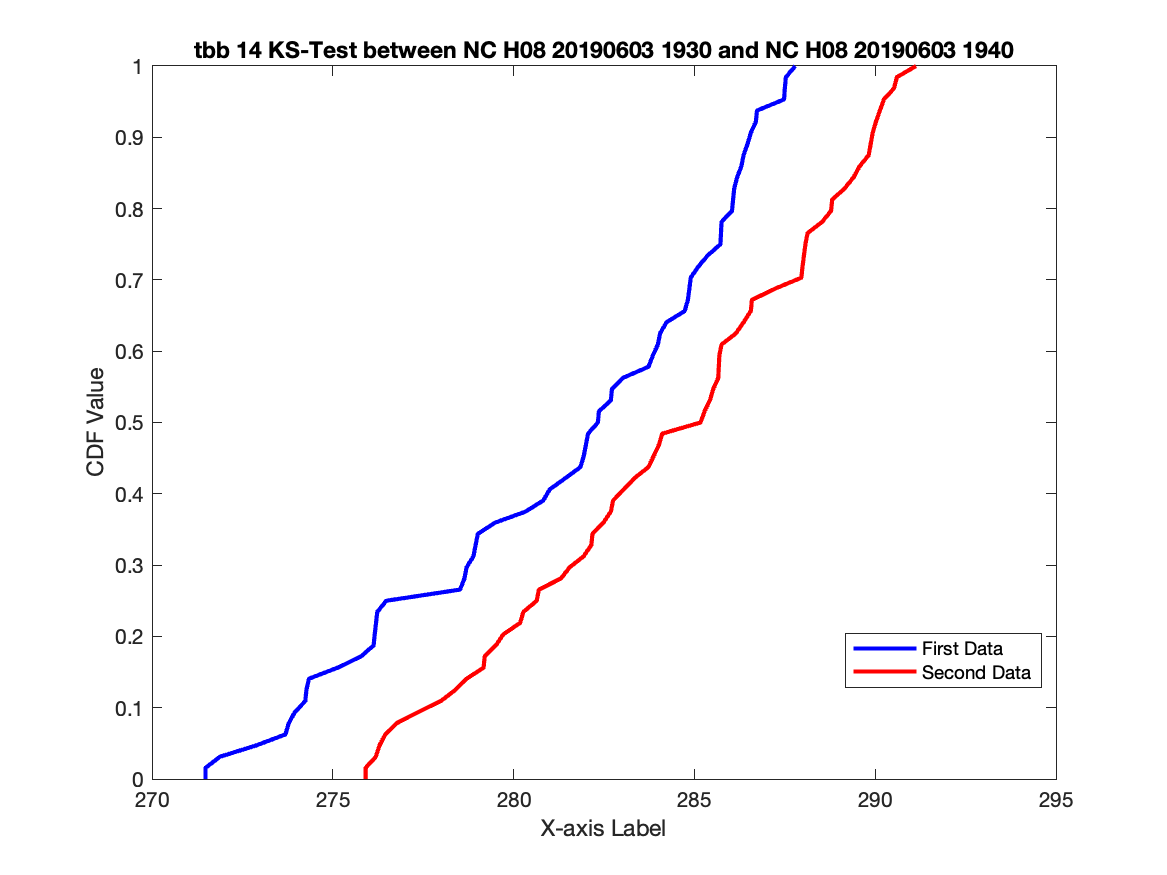 tbb 14 KS-Test between NC H08 20190603 1930 and NC H08 20190603 1940
1
0.9
0.8
0.7
0.6
0.5
0.4
0.3
0.2
0.1
0
CDF Value
First Data
Second Data
270 275 280 285 290 295
X-axis Label